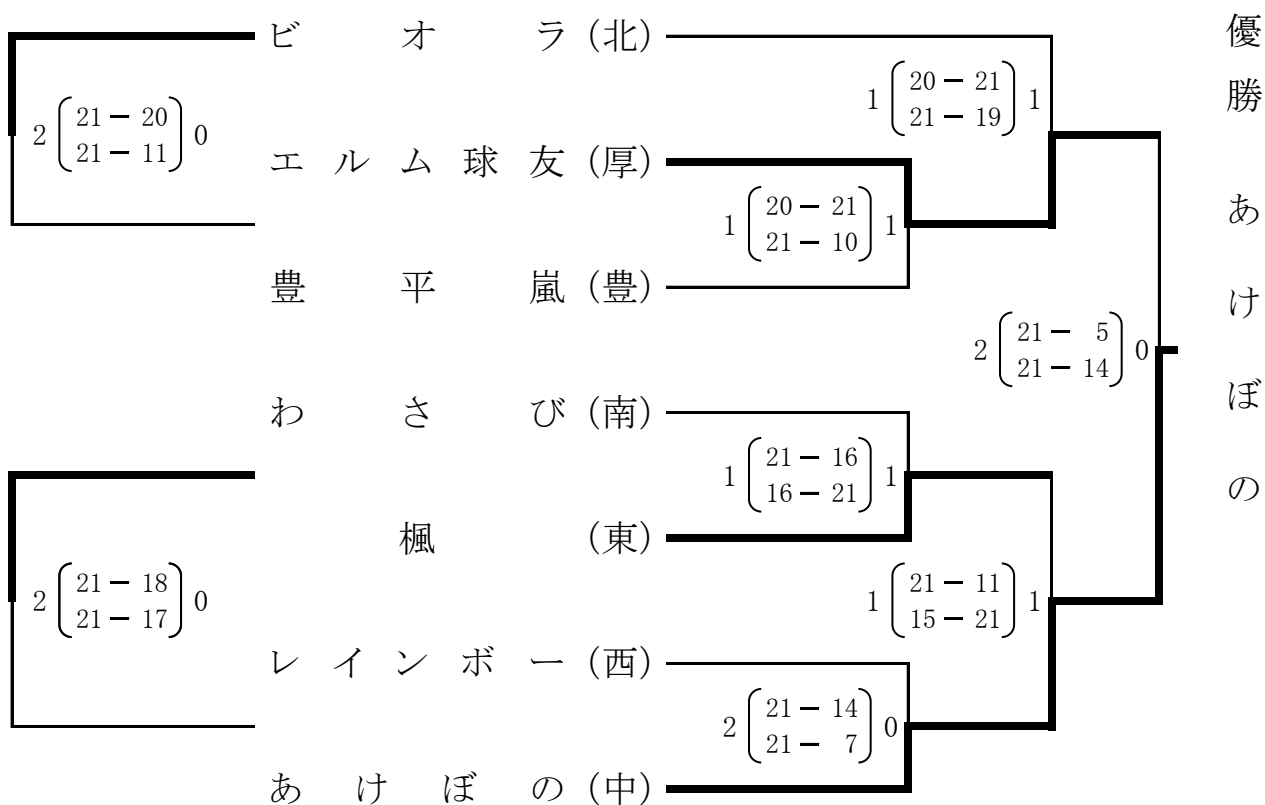 ビオラ(北)
1 20 － 21 1
21 － 19
2 21 － 20 0
21 － 11
エルム球友(厚)
1 20 － 21 1
21 － 10
豊平嵐(豊)
2 21 － 5 0
21 － 14
わさび(南)
1 21 － 16 1
16 － 21
楓(東)
2 21 － 18 0
21 － 17
1 21 － 11 1
15 － 21
レインボー(西)
2 21 － 14 0
21 － 7
あけぼの(中)
優勝 あけぼの